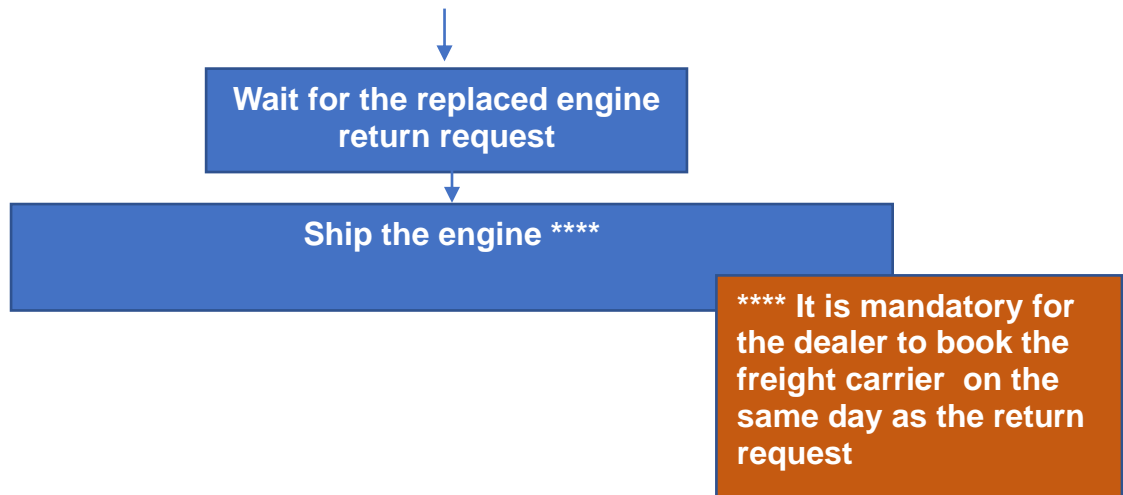 Wait for the replaced engine
return request
Ship the engine ****
**** It is mandatory for
the dealer to book the
freight carrier  on the
same day as the return
request